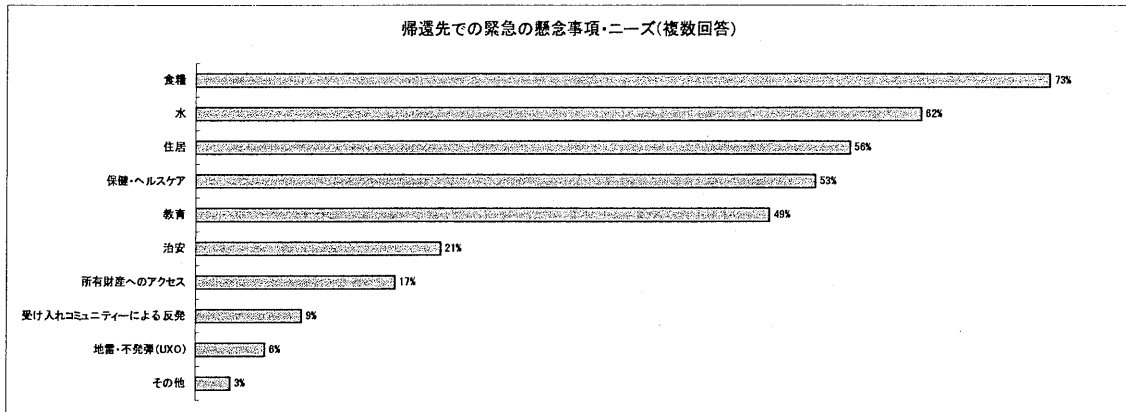 帰還先での緊急の懸念事項・ニーズ(複数回答)
食糧 73%
水 62%
住居 56%
保健・ヘルスケア 53%
教育 49%
治安 21%
所有財産へのアクセス 17%
受け入れコミュニティーによる反発 9%
地雷・不発弾(UXO) 6%
その他 3%